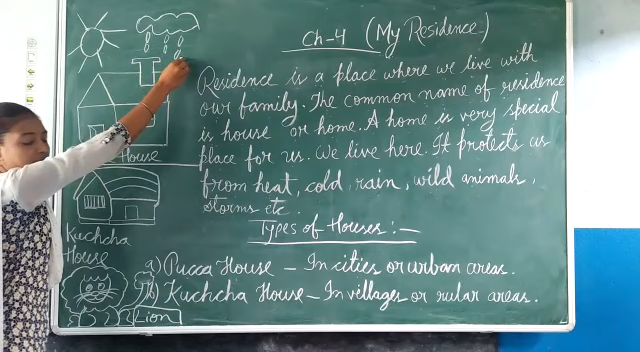 Ch-4 (My Residence)
Residence is a place where we live with
our family. The common name of residence
is house or home. A home is very special
place for us. We live here. It protects us
from heat, cold, rain, wild animals,
storms etc.
Types of Houses :-
a) Pucca House - In cities or urban areas.
b) Kuchcha House - In villages or rular areas.
House
Kuchcha
House
Lion